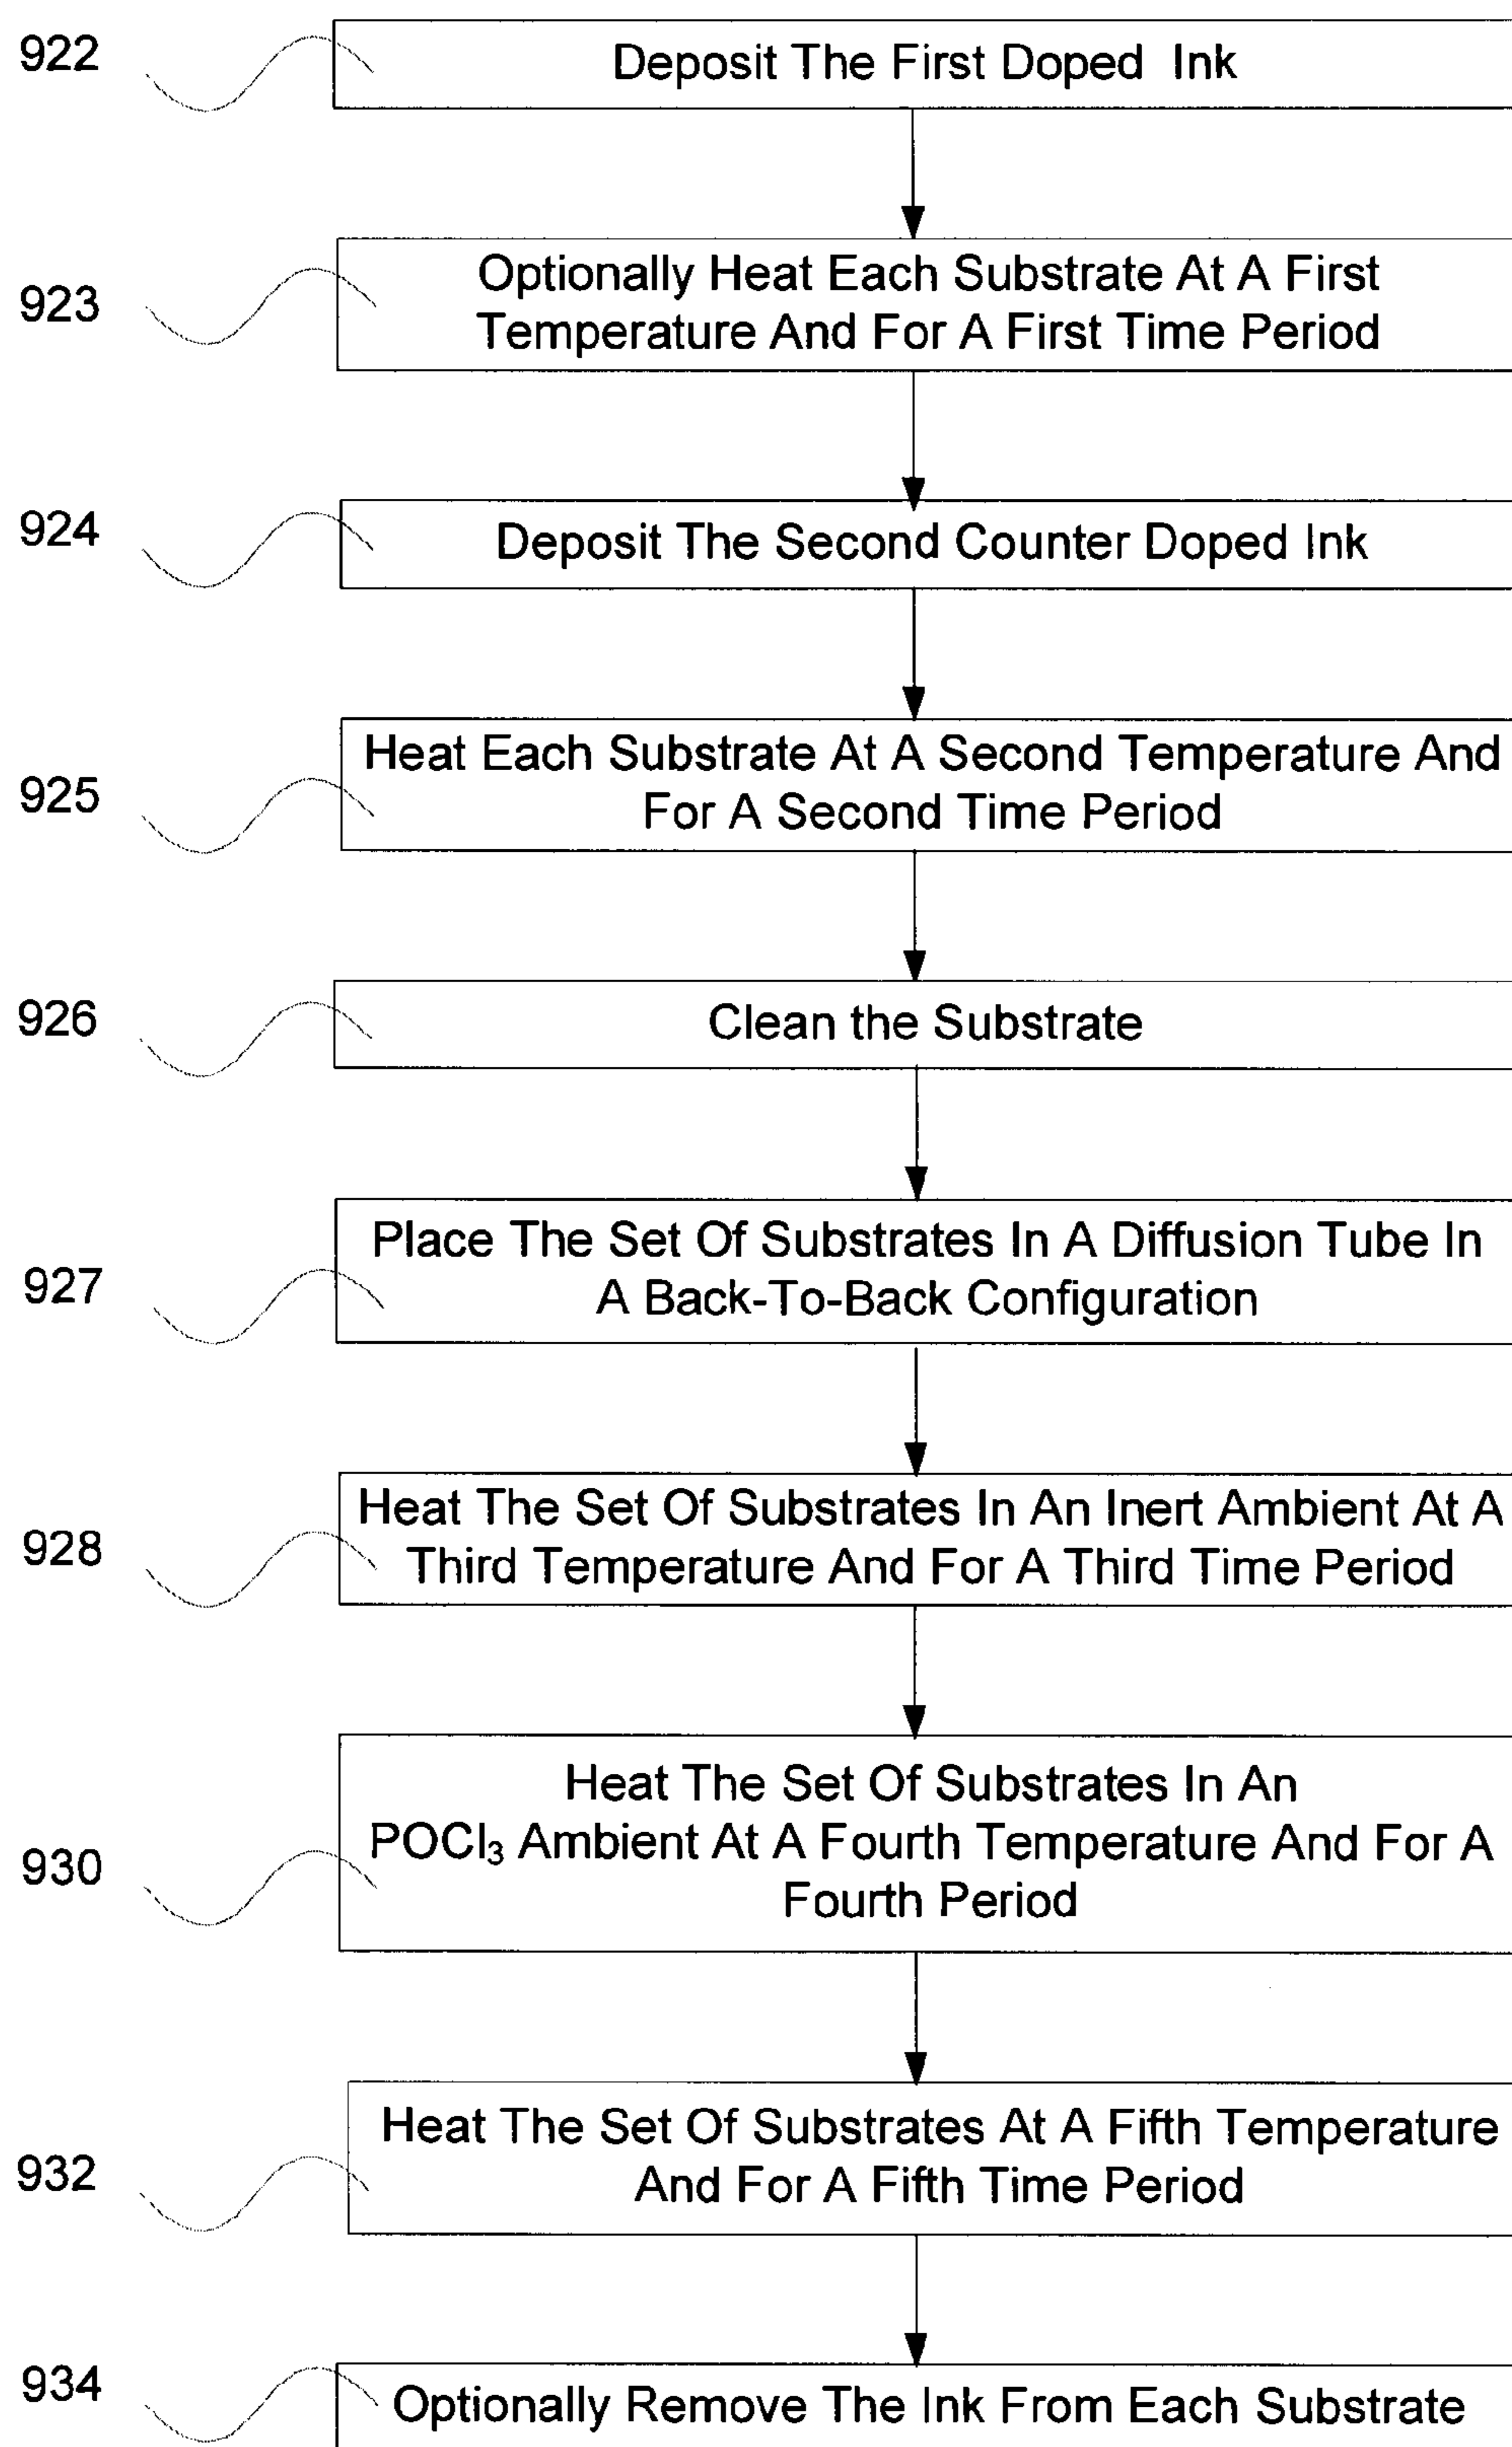 922
Deposit The First Doped Ink
923
Optionally Heat Each Substrate At A First
Temperature And For A First Time Period
924
Deposit The Second Counter Doped Ink
925
Heat Each Substrate At A Second Temperature And
For A Second Time Period
926
Clean the Substrate
927
Place The Set Of Substrates In A Diffusion Tube In
A Back-To-Back Configuration
928
Heat The Set Of Substrates In An Inert Ambient At A
Third Temperature And For A Third Time Period
930
Heat The Set Of Substrates In An
POCl₃ Ambient At A Fourth Temperature And For A
Fourth Period
932
Heat The Set Of Substrates At A Fifth Temperature
And For A Fifth Time Period
934
Optionally Remove The Ink From Each Substrate